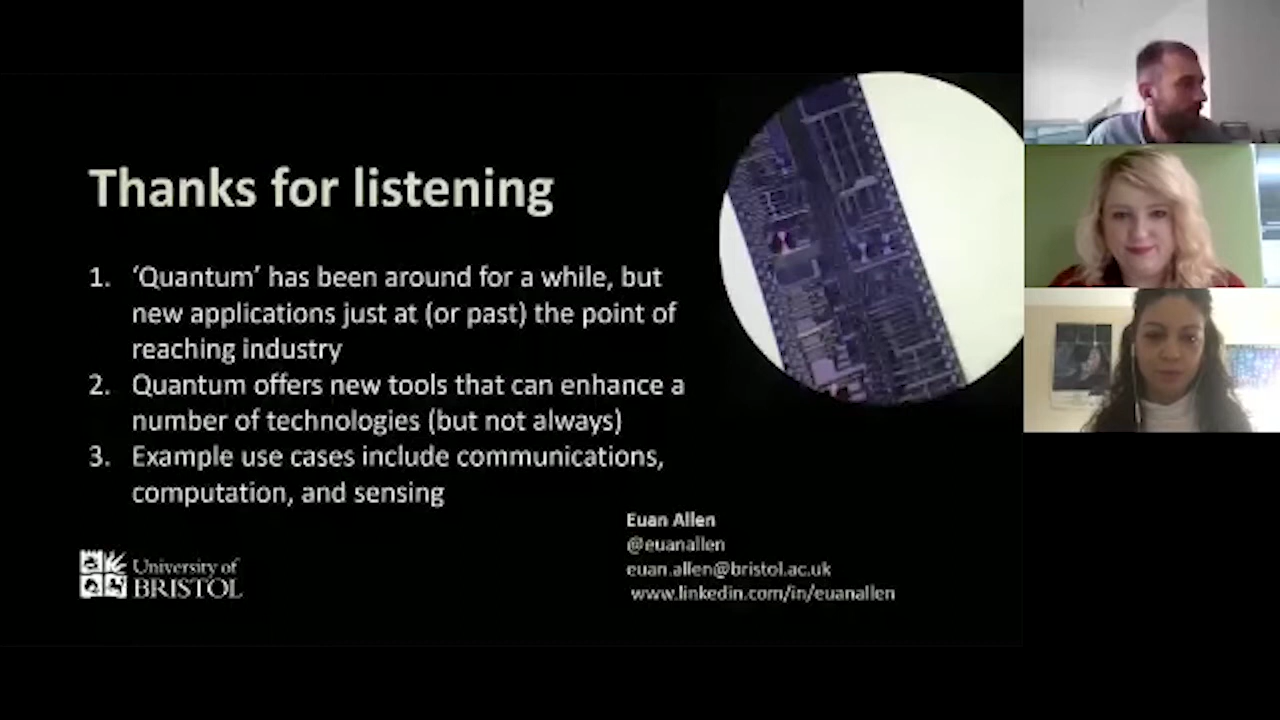 Thanks for listening
1. ‘Quantum’ has been around for a while, but
new applications just at (or past) the point of
reaching industry
2. Quantum offers new tools that can enhance a
number of technologies (but not always)
3. Example use cases include communications,
computation, and sensing
Euan Allen
@euanallen
euan.allen@bristol.ac.uk
www.linkedin.com/in/euanallen
University of
BRISTOL